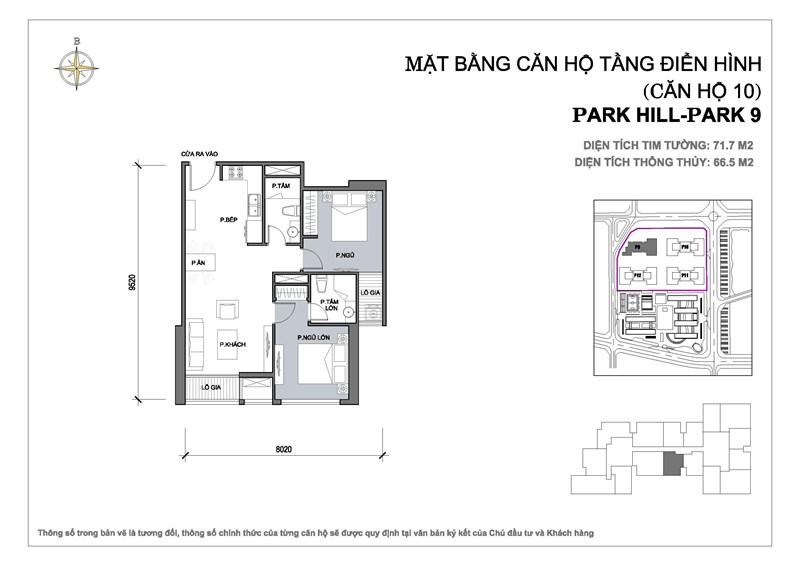 B
MẶT BẰNG CĂN HỘ TẦNG ĐIỂN HÌNH
(CĂN HỘ 10)
PARK HILL-PARK 9
DIỆN TÍCH TIM TƯỜNG: 71.7 M2
DIỆN TÍCH THÔNG THỦY: 66.5 M2
CỬA RA VÀO
P.TẮM
P.BẾP
P.NGỦ
P.ĂN
LÔ GIA
P.TẮM
LỚN
P.NGỦ LỚN
P.KHÁCH
LÔ GIA
9520
8020
P9
P10
P12
P11
Thông số trong bản vẽ là tương đối, thông số chính thức của từng căn hộ sẽ được quy định tại văn bản ký kết của Chủ đầu tư và Khách hàng